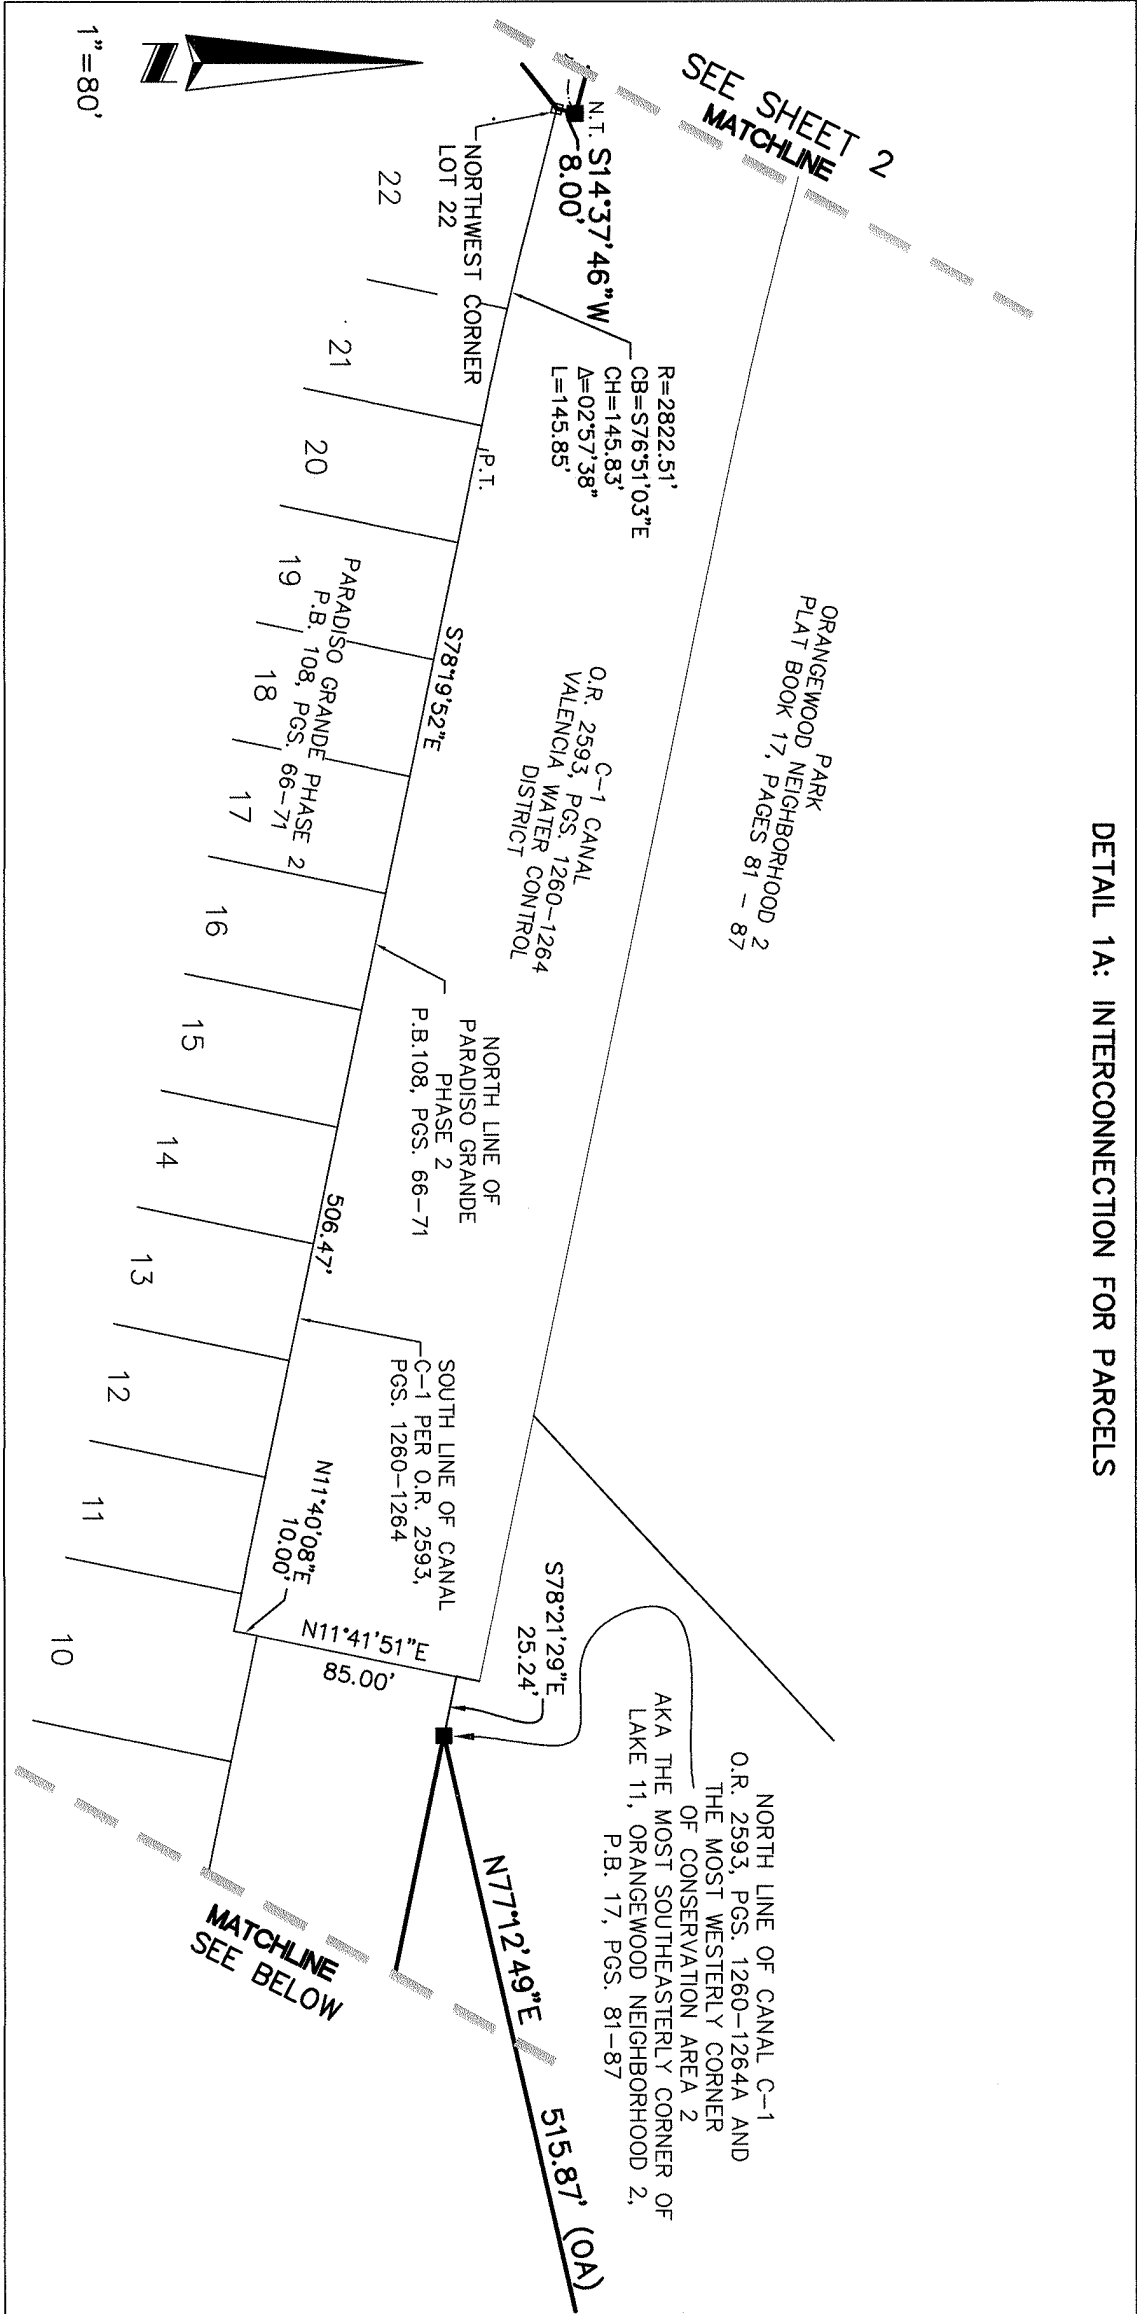 DETAIL 1A: INTERCONNECTION FOR PARCELS
SEE SHEET 2
MATCHLINE
1"=80'
N
N.T.
S14°37'46"W
8.00'
NORTHWEST CORNER
LOT 22
R=2822.51'
CB=S76°51'03"E
CH=145.83'
Δ=02°57'38"
L=145.85'
P.T.
ORANGEWOOD PARK
PLAT BOOK 17, PAGES 81 - 87
NEIGHBORHOOD 2
C-1 CANAL
O.R. 2593, PGS. 1260-1264
VALENCIA WATER CONTROL
DISTRICT
S78°19'52"E
22
21
20
19
18
17
16
15
14
13
12
11
10
PARADISO GRANDE PHASE 2
P.B. 108, PGS. 66-71
NORTH LINE OF
PARADISO GRANDE
PHASE 2
P.B.108, PGS. 66-71
506.47'
SOUTH LINE OF CANAL
C-1 PER O.R. 2593,
PGS. 1260-1264
N11°40'08"E
10.00'
N11°41'51"E
85.00'
S78°21'29"E
25.24'
NORTH LINE OF CANAL C-1
O.R. 2593, PGS. 1260-1264A AND
THE MOST WESTERLY CORNER
OF CONSERVATION AREA 2
AKA THE MOST SOUTHEASTERLY CORNER OF
LAKE 11, ORANGEWOOD NEIGHBORHOOD 2,
P.B. 17, PGS. 81-87
N77°12'49"E
515.87' (OA)
MATCHLINE
SEE BELOW